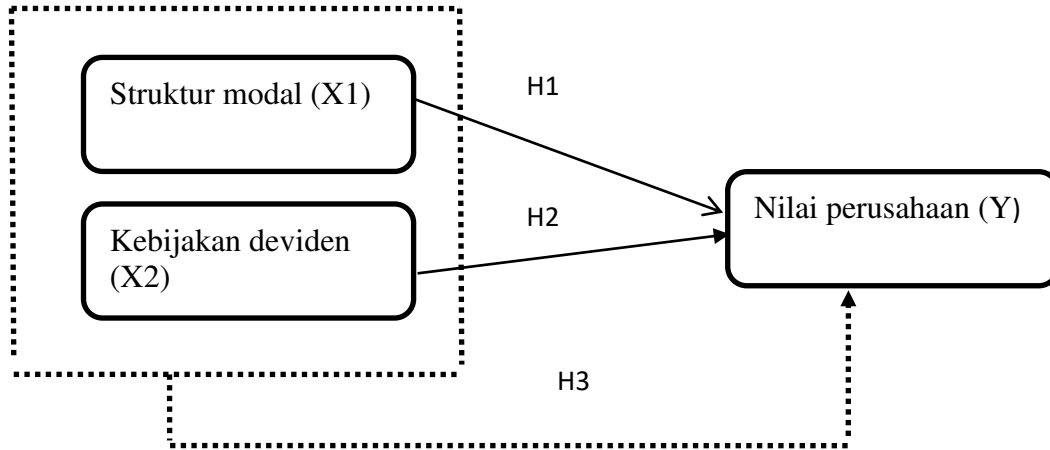 Struktur modal (X1)
H1
Nilai perusahaan (Y)
H2
Kebijakan deviden
(X2)
H3